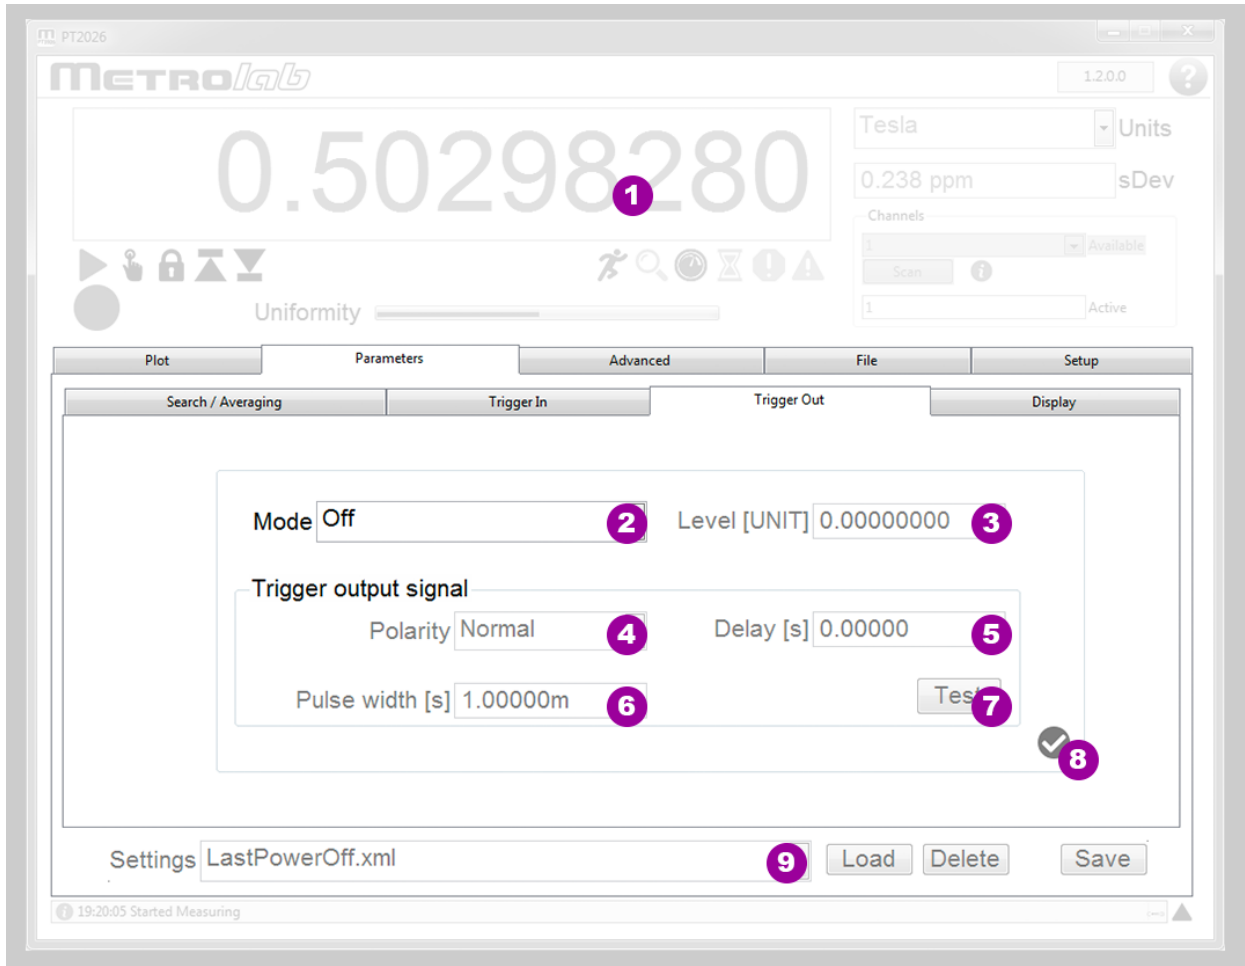 PT2026
METROlab
1.2.0.0
?
0.50298280
1
Tesla
Units
0.238 ppm
sDev
Channels
1
Available
Scan
i
1
Active
Uniformity
Plot
Parameters
Advanced
File
Setup
Search / Averaging
Trigger In
Trigger Out
Display
Mode Off
2
Level [UNIT] 0.00000000
3
Trigger output signal
Polarity Normal
4
Delay [s] 0.00000
5
Pulse width [s] 1.00000m
6
Test
7
8
Settings LastPowerOff.xml
9
Load
Delete
Save
i 19:20:05 Started Measuring